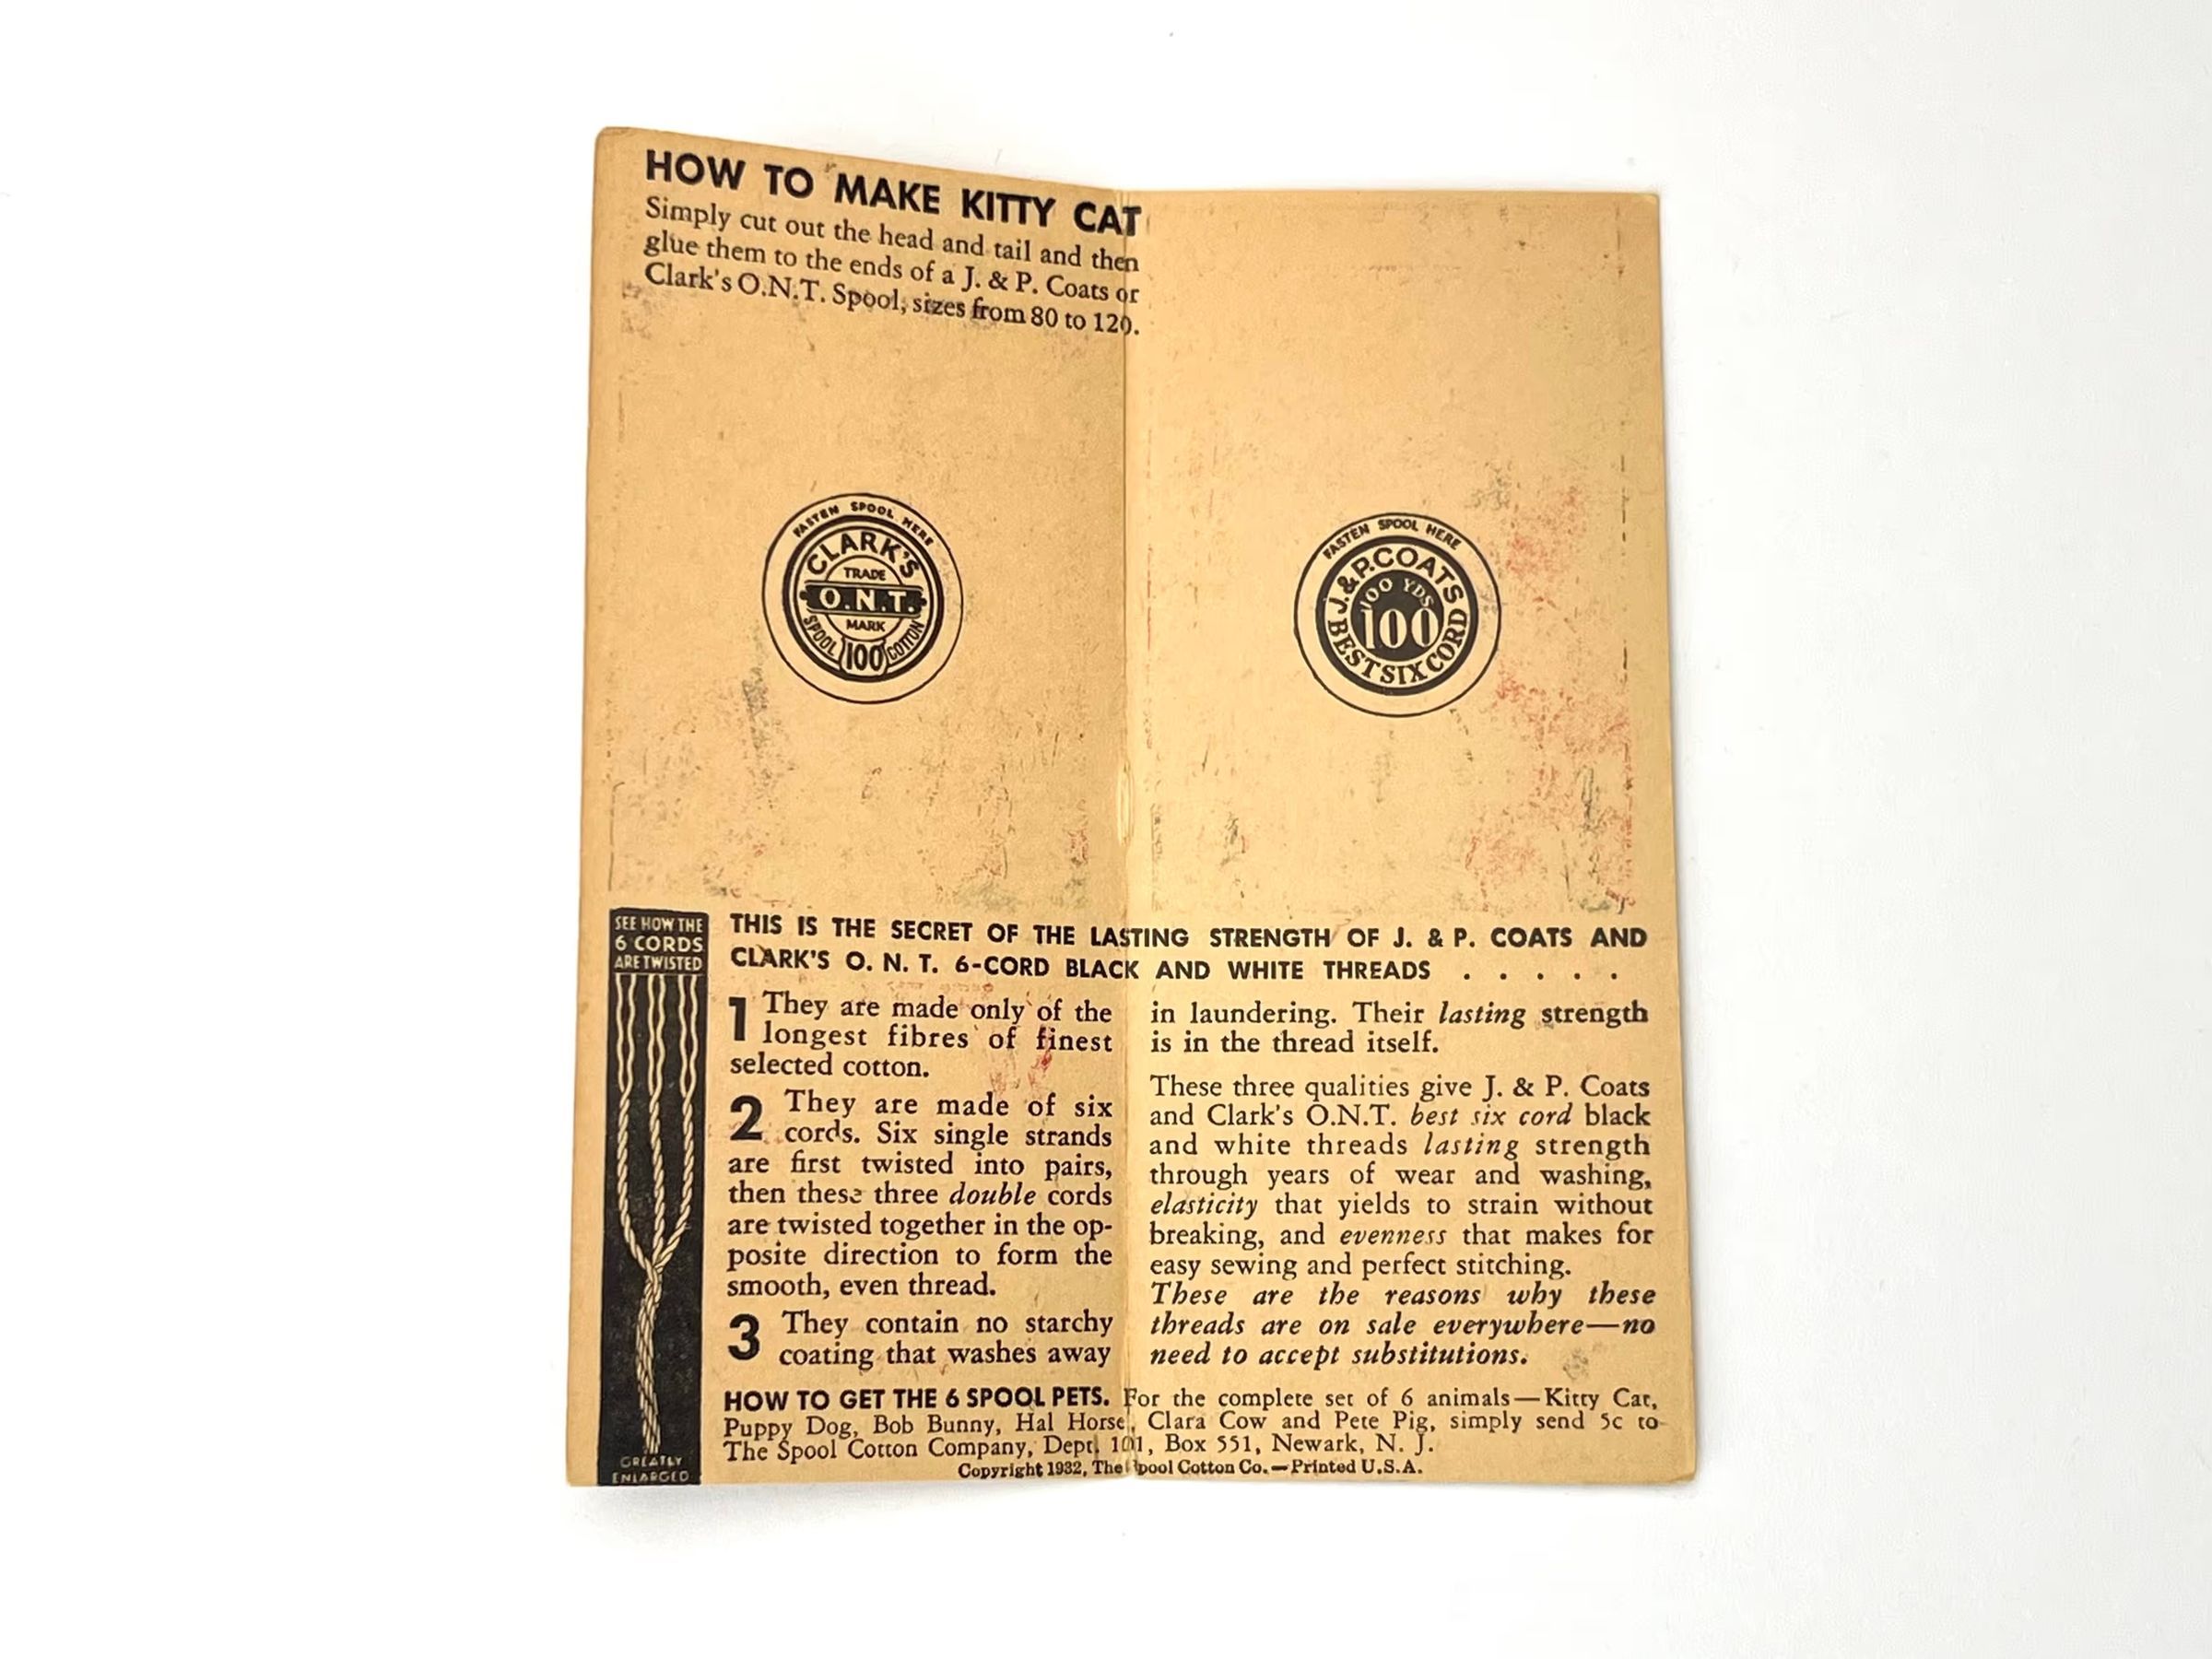 HOW TO MAKE KITTY CAT
Simply cut out the head and tail and then
glue them to the ends of a J. & P. Coats or
Clark's O.N.T. Spool, sizes from 80 to 120.
FASTEN SPOOL HERE
CLARK'S
TRADE
O.N.T.
MARK
SPOOL 100 COTTON
FASTEN SPOOL HERE
J.&P.COATS
100 YDS
100
BEST SIX CORD
SEE HOW THE
6 CORDS
ARE TWISTED
GREATLY
ENLARGED
THIS IS THE SECRET OF THE LASTING STRENGTH OF J. & P. COATS AND
CLARK'S O. N. T. 6-CORD BLACK AND WHITE THREADS . . . . .
1 They are made only of the
longest fibres of finest
selected cotton.
2 They are made of six
cords. Six single strands
are first twisted into pairs,
then these three double cords
are twisted together in the op-
posite direction to form the
smooth, even thread.
3 They contain no starchy
coating that washes away
in laundering. Their lasting strength
is in the thread itself.
These three qualities give J. & P. Coats
and Clark's O.N.T. best six cord black
and white threads lasting strength
through years of wear and washing,
elasticity that yields to strain without
breaking, and evenness that makes for
easy sewing and perfect stitching.
These are the reasons why these
threads are on sale everywhere—no
need to accept substitutions.
HOW TO GET THE 6 SPOOL PETS. For the complete set of 6 animals—Kitty Cat,
Puppy Dog, Bob Bunny, Hal Horse, Clara Cow and Pete Pig, simply send 5c to
The Spool Cotton Company, Dept. 101, Box 551, Newark, N. J.
Copyright 1932, The Spool Cotton Co.—Printed U.S.A.